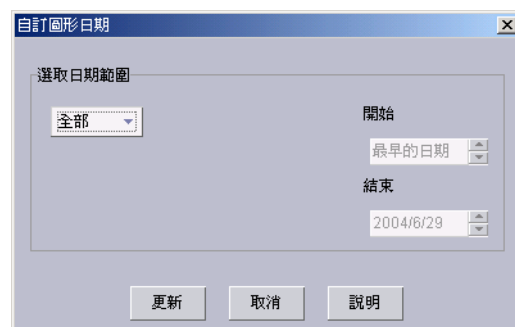 自訂圖形日期
選取日期範圍
全部
開始
最早的日期
結束
2004/6/29
更新
取消
說明